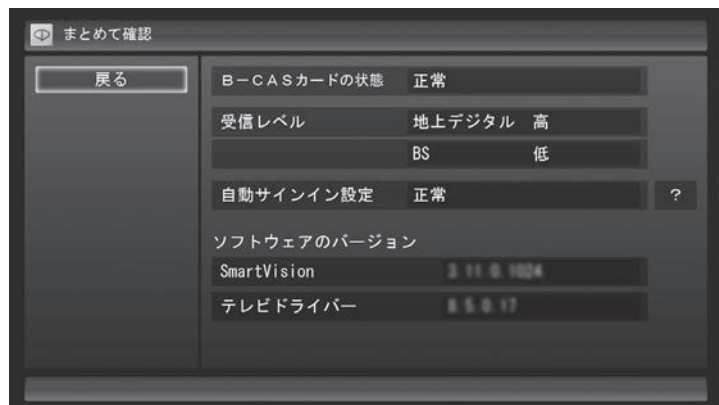 まとめて確認
戻る
B－CASカードの状態 正常
受信レベル 地上デジタル 高
BS 低
自動サインイン設定 正常 ?
ソフトウェアのバージョン
SmartVision
テレビドライバー